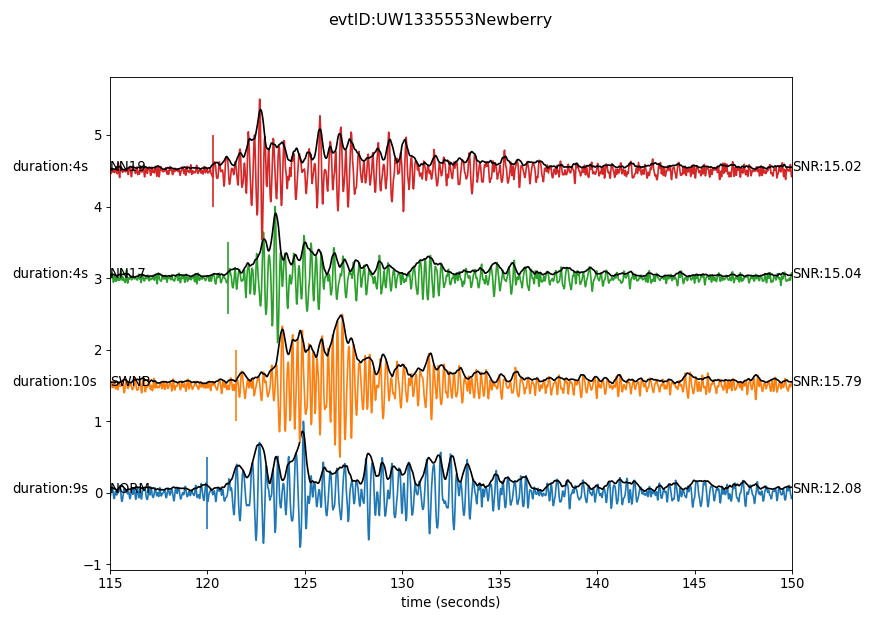 evtID:UW1335553Newberry
5
duration:4s NN19 SNR:15.02
4
duration:4s NN17 3 SNR:15.04
2
duration:10s SWNB SNR:15.79
1
duration:9s NORM 0 SNR:12.08
−1
115 120 125 130 135 140 145 150
time (seconds)